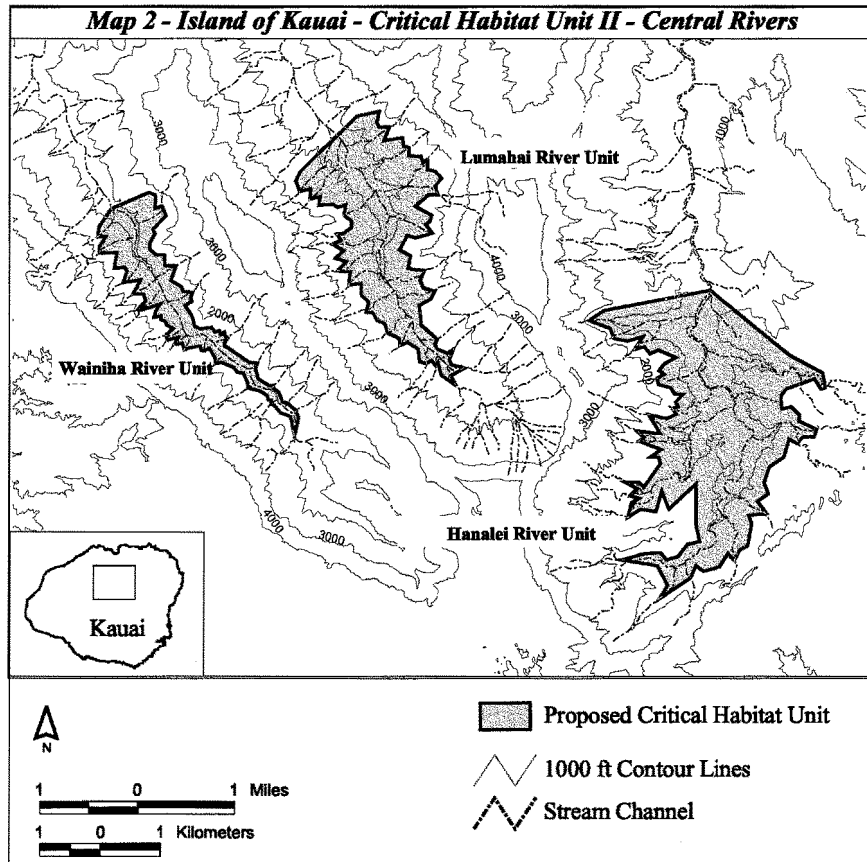 Map 2 - Island of Kauai - Critical Habitat Unit II - Central Rivers
3000
1000
Lumahai River Unit
3000
4000
2000
3000
Wainiha River Unit
3000
3000
3000
Hanalei River Unit
4000
3000
Kauai
N
Proposed Critical Habitat Unit
1000 ft Contour Lines
Stream Channel
1 0 1 Miles
1 0 1 Kilometers